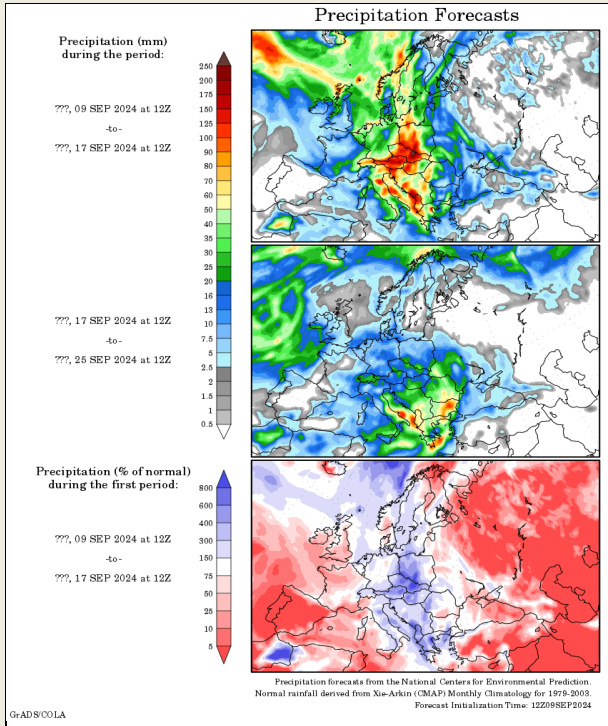 Precipitation Forecasts
Precipitation (mm)
during the period:
???, 09 SEP 2024 at 12Z
-to-
???, 17 SEP 2024 at 12Z
250
200
175
150
125
100
90
80
70
60
50
40
35
30
25
20
16
13
10
7.5
5
2.5
2
1.5
1
0.5
???, 17 SEP 2024 at 12Z
-to-
???, 25 SEP 2024 at 12Z
Precipitation (% of normal)
during the first period:
800
600
400
300
150
75
50
25
10
5
???, 09 SEP 2024 at 12Z
-to-
???, 17 SEP 2024 at 12Z
Precipitation forecasts from the National Centers for Environmental Prediction.
Normal rainfall derived from Xie-Arkin (CMAP) Monthly Climatology for 1979-2003.
Forecast Initialization Time: 12Z09SEP2024
GrADS/COLA